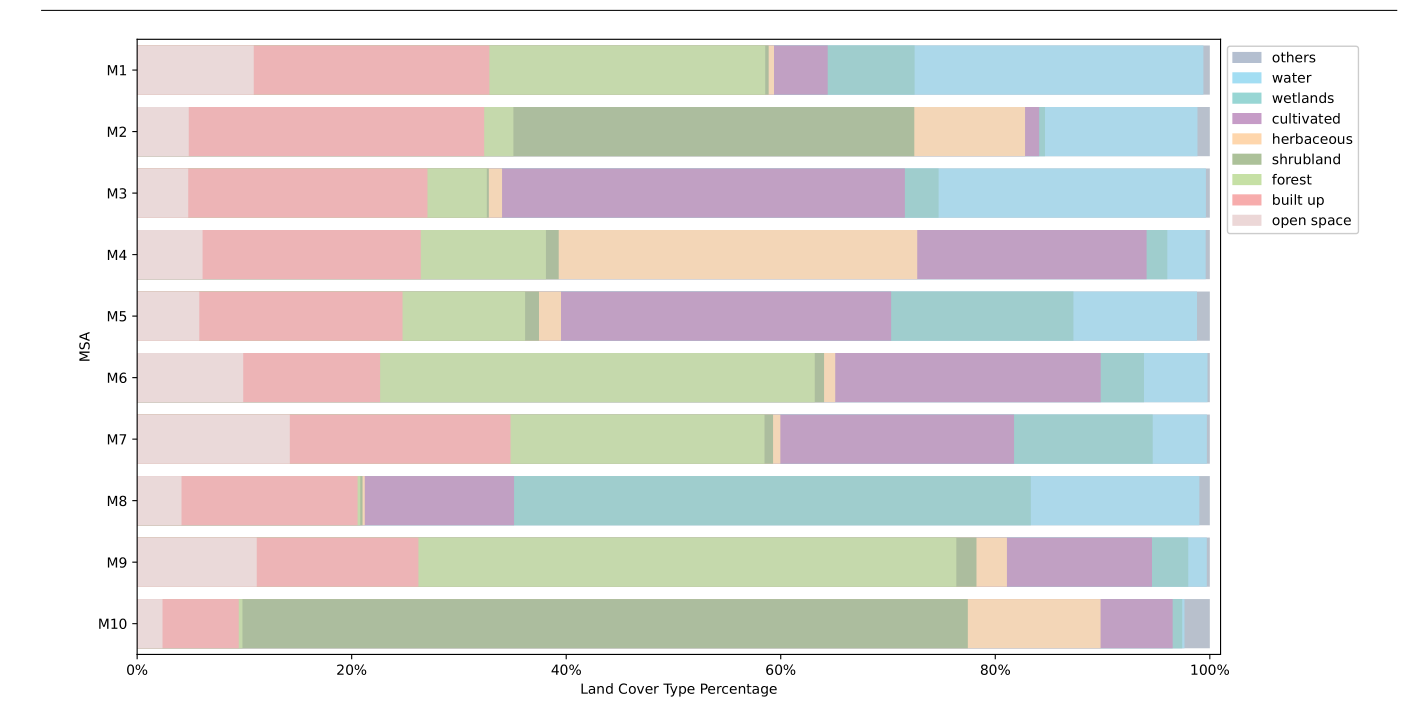 M1
M2
M3
M4
M5
M6
M7
M8
M9
M10
MSA
0% 20% 40% 60% 80% 100%
Land Cover Type Percentage
others
water
wetlands
cultivated
herbaceous
shrubland
forest
built up
open space